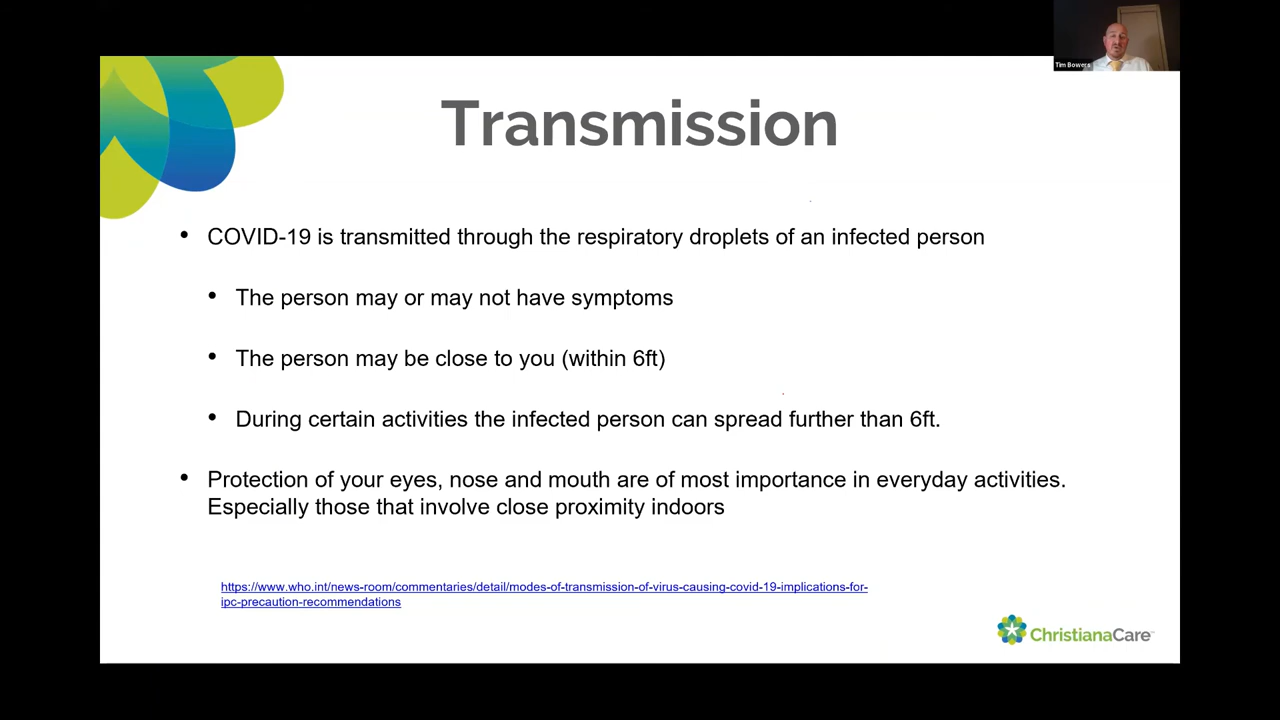 Tim Bowers
Transmission
• COVID-19 is transmitted through the respiratory droplets of an infected person
• The person may or may not have symptoms
• The person may be close to you (within 6ft)
• During certain activities the infected person can spread further than 6ft.
• Protection of your eyes, nose and mouth are of most importance in everyday activities.
Especially those that involve close proximity indoors
https://www.who.int/news-room/commentaries/detail/modes-of-transmission-of-virus-causing-covid-19-implications-for-
ipc-precaution-recommendations
ChristianaCare™